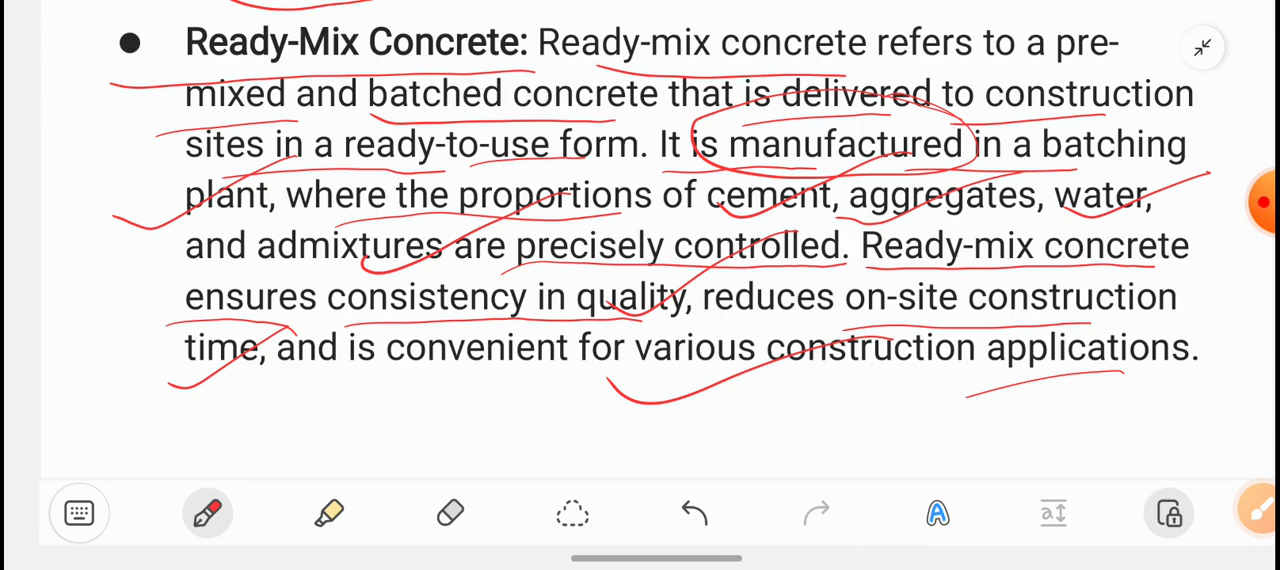 ● Ready-Mix Concrete: Ready-mix concrete refers to a pre-
mixed and batched concrete that is delivered to construction
sites in a ready-to-use form. It is manufactured in a batching
plant, where the proportions of cement, aggregates, water,
and admixtures are precisely controlled. Ready-mix concrete
ensures consistency in quality, reduces on-site construction
time, and is convenient for various construction applications.
A a